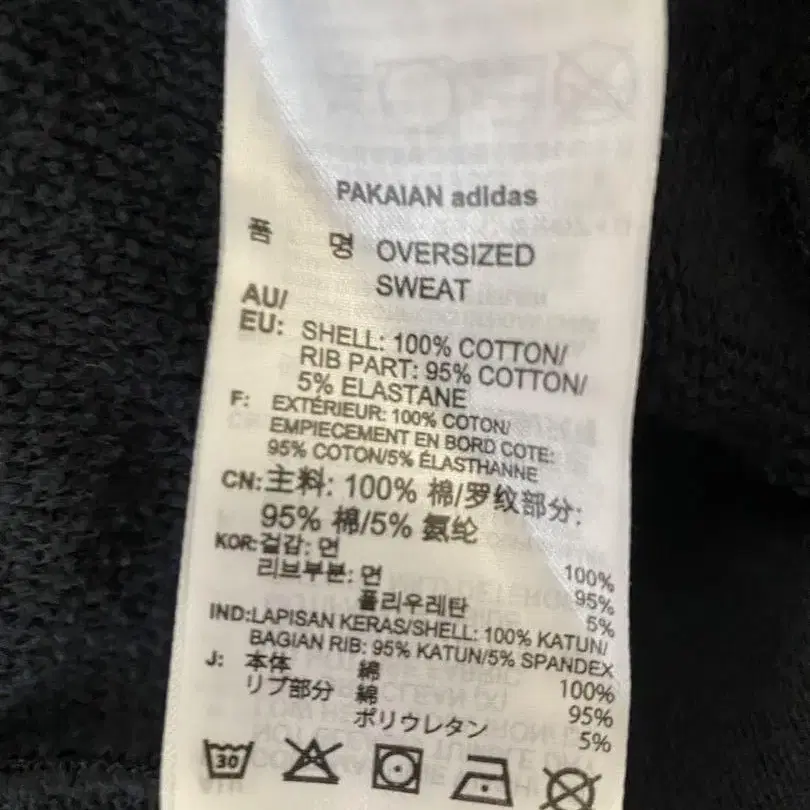 PAKAIAN adidas
품 명 OVERSIZED
SWEAT
AU/
EU: SHELL: 100% COTTON/
RIB PART: 95% COTTON/
5% ELASTANE
F: EXTÉRIEUR: 100% COTON/
EMPIECEMENT EN BORD COTE:
95% COTON/5% ÉLASTHANNE
CN:主料: 100% 棉/罗纹部分:
95% 棉/5% 氨纶
KOR:겉감: 면 100%
리브부분: 면 95%
폴리우레탄 5%
IND:LAPISAN KERAS/SHELL: 100% KATUN/
BAGIAN RIB: 95% KATUN/5% SPANDEX
J: 本体 綿 100%
リブ部分 綿 95%
ポリウレタン 5%
30